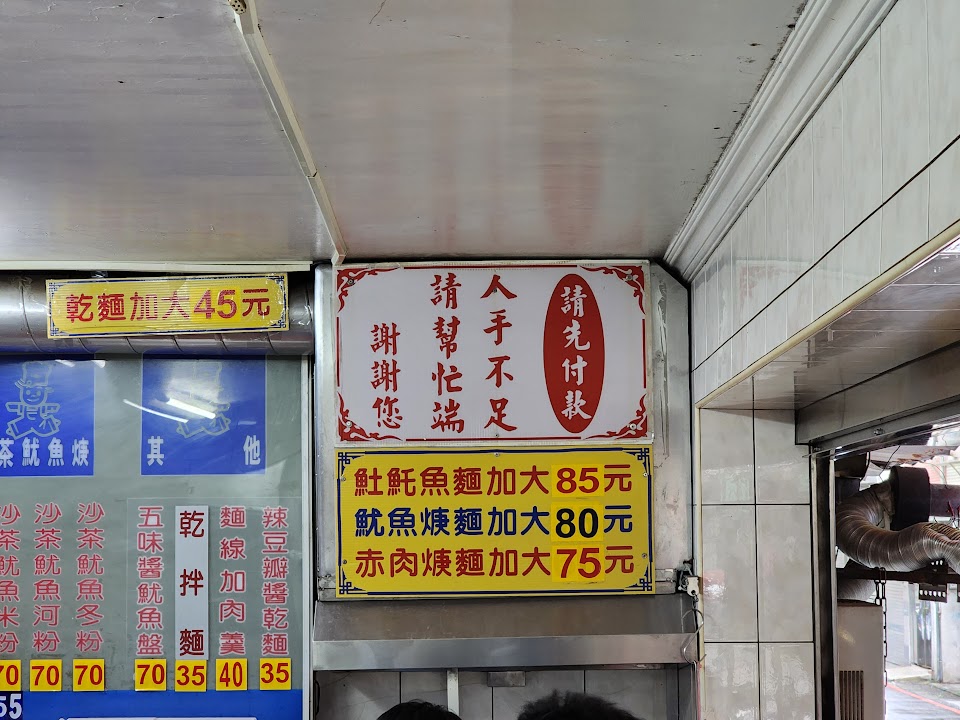 乾麵加大45元
請先付款
人手不足
請幫忙端
謝謝您
𩵚魠魚麵加大85元
魷魚焿麵加大80元
赤肉焿麵加大75元
茶魷魚焿
其他
辣豆瓣醬乾麵
35
麵線加肉羹
40
乾拌麵
35
五味醬魷魚盤
70
沙茶魷魚冬粉
70
沙茶魷魚河粉
70
沙茶魷魚米粉
70
55